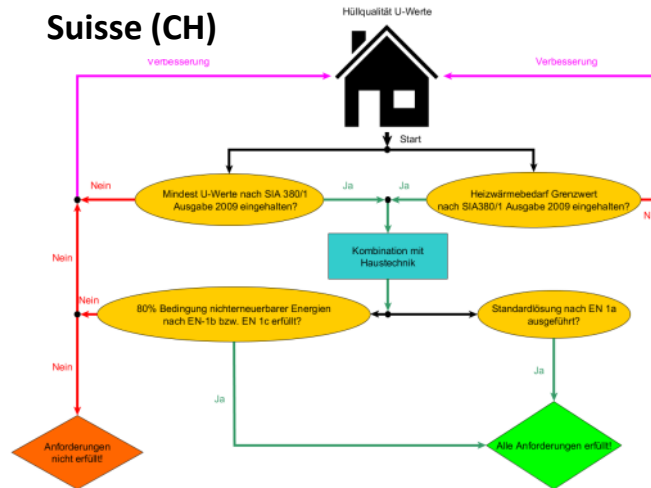 Suisse (CH)
Hüllqualität U-Werte
Verbesserung
Verbesserung
Start
Nein
Mindest U-Werte nach SIA 380/1
Ausgabe 2009 eingehalten?
Ja
Ja
Heizwärmebedarf Grenzwert
nach SIA380/1 Ausgabe 2009 eingehalten?
N
Kombination mit
Haustechnik
Nein
Nein
80% Bedingung nichterneuerbarer Energien
nach EN-1b bzw. EN 1c erfüllt?
Standardlösung nach EN 1a
ausgeführt?
Nein
Ja
Ja
Anforderungen
nicht erfüllt!
Alle Anforderungen erfüllt!